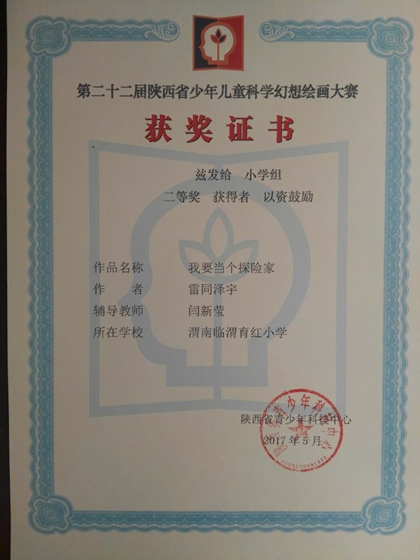 第二十二届陕西省少年儿童科学幻想绘画大赛
获奖证书
兹发给 小学组
二等奖 获得者 以资鼓励
作品名称 我要当个探险家
作 者 雷同泽宇
辅导教师 闫新莹
所在学校 渭南临渭育红小学
陕西省青少年科技中心
2017年5月